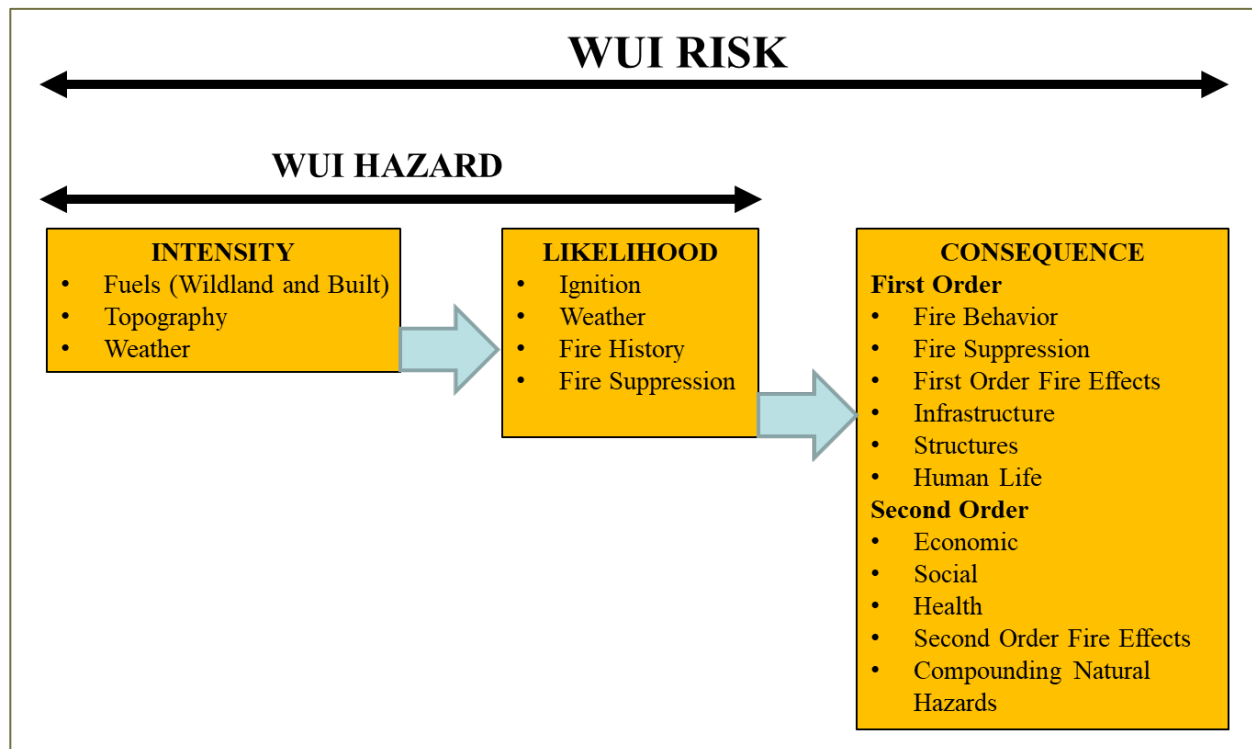 WUI RISK
WUI HAZARD
INTENSITY
• Fuels (Wildland and Built)
• Topography
• Weather
LIKELIHOOD
• Ignition
• Weather
• Fire History
• Fire Suppression
CONSEQUENCE
First Order
• Fire Behavior
• Fire Suppression
• First Order Fire Effects
• Infrastructure
• Structures
• Human Life
Second Order
• Economic
• Social
• Health
• Second Order Fire Effects
• Compounding Natural
Hazards